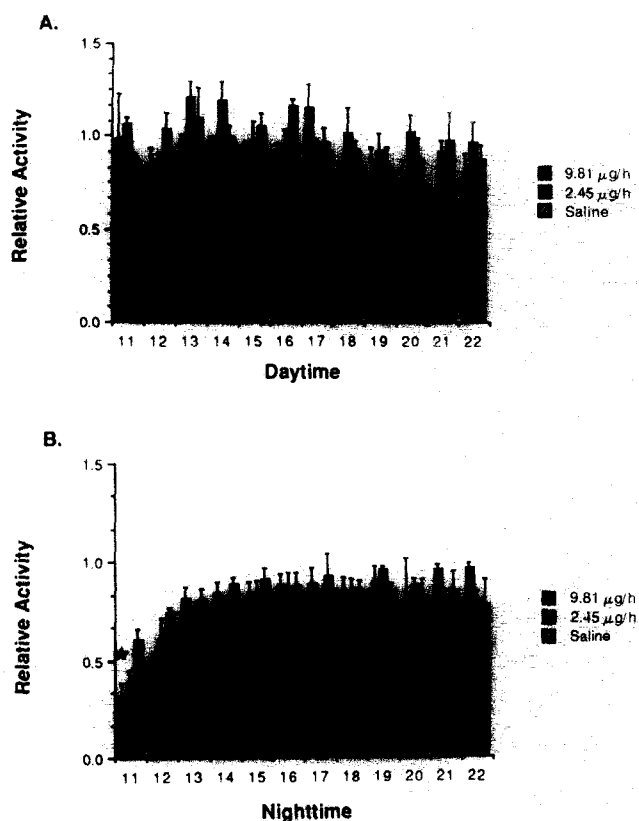 A.
1.5
1.0
0.5
0.0
Relative Activity
11 12 13 14 15 16 17 18 19 20 21 22
Daytime
9.81 μg/h
2.45 μg/h
Saline
B.
1.5
1.0
0.5
0.0
Relative Activity
★
11 12 13 14 15 16 17 18 19 20 21 22
Nighttime
9.81 μg/h
2.45 μg/h
Saline